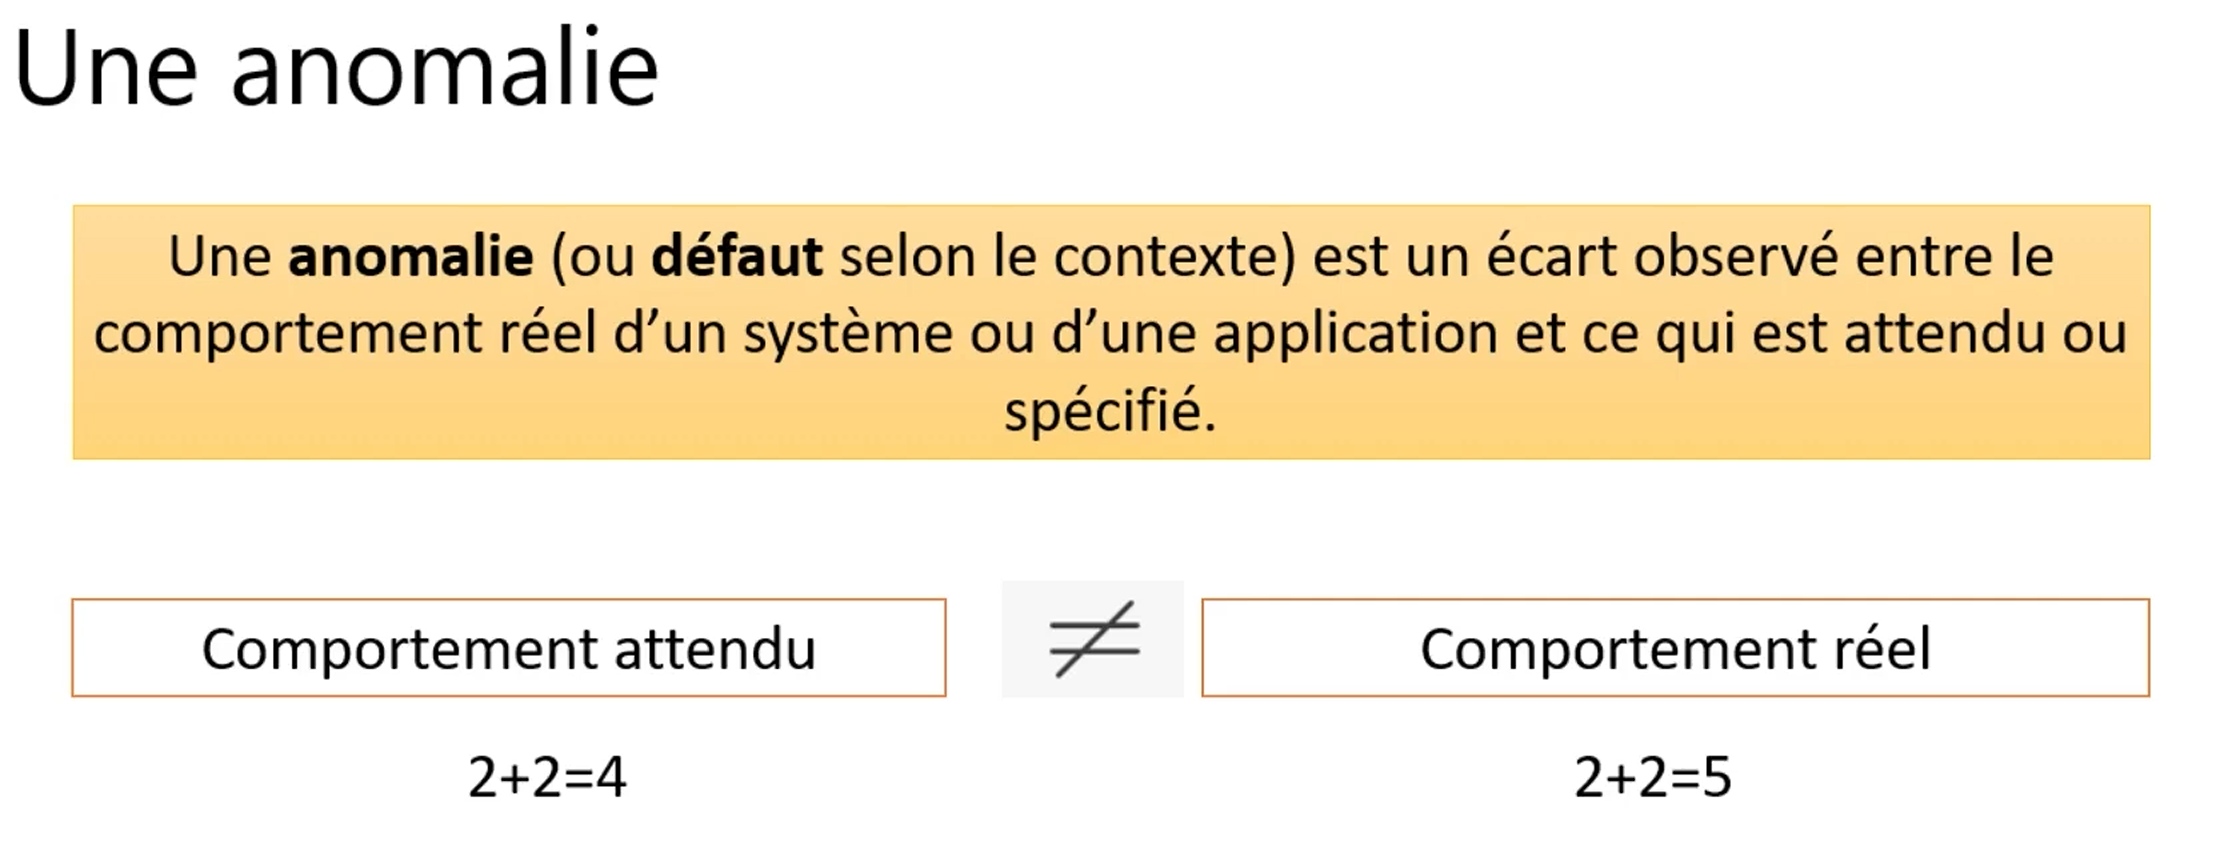 Une anomalie
Une anomalie (ou défaut selon le contexte) est un écart observé entre le
comportement réel d’un système ou d’une application et ce qui est attendu ou
spécifié.
Comportement attendu
≠
Comportement réel
2+2=4
2+2=5